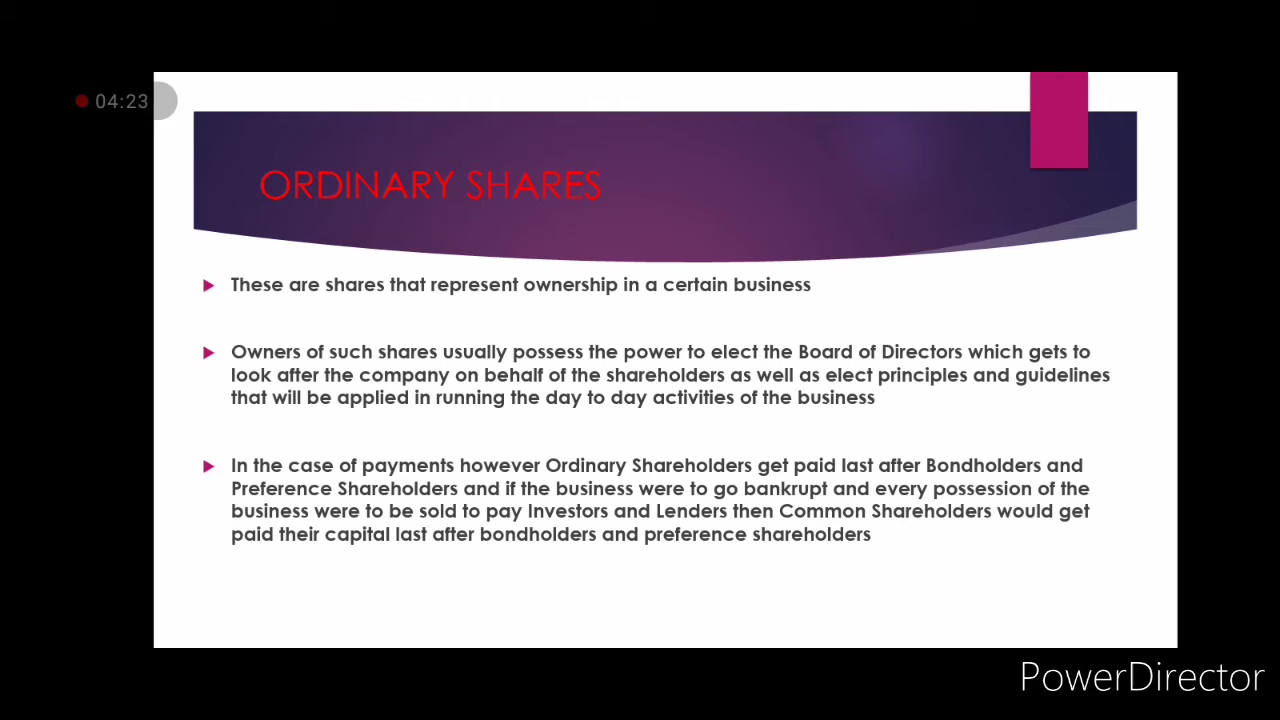 04:23
ORDINARY SHARES
These are shares that represent ownership in a certain business
Owners of such shares usually possess the power to elect the Board of Directors which gets to
look after the company on behalf of the shareholders as well as elect principles and guidelines
that will be applied in running the day to day activities of the business
In the case of payments however Ordinary Shareholders get paid last after Bondholders and
Preference Shareholders and if the business were to go bankrupt and every possession of the
business were to be sold to pay Investors and Lenders then Common Shareholders would get
paid their capital last after bondholders and preference shareholders
PowerDirector